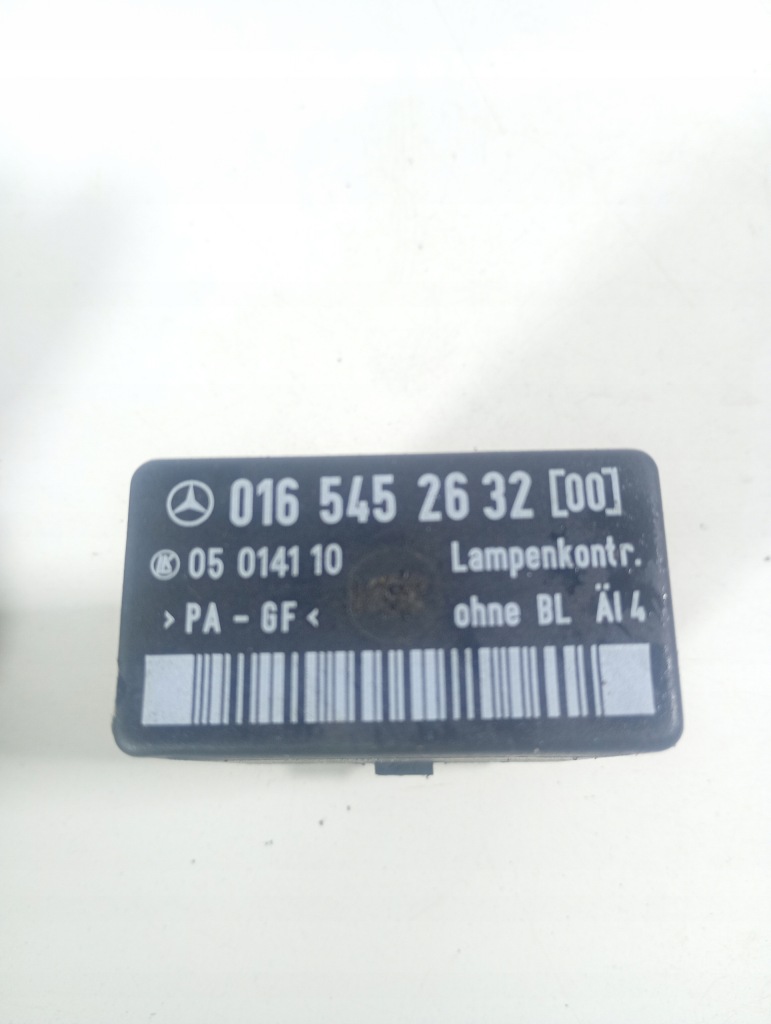 016 545 26 32 [00]
05 0141 10 Lampenkontr.
>PA-GF< ohne BL ÄI 4